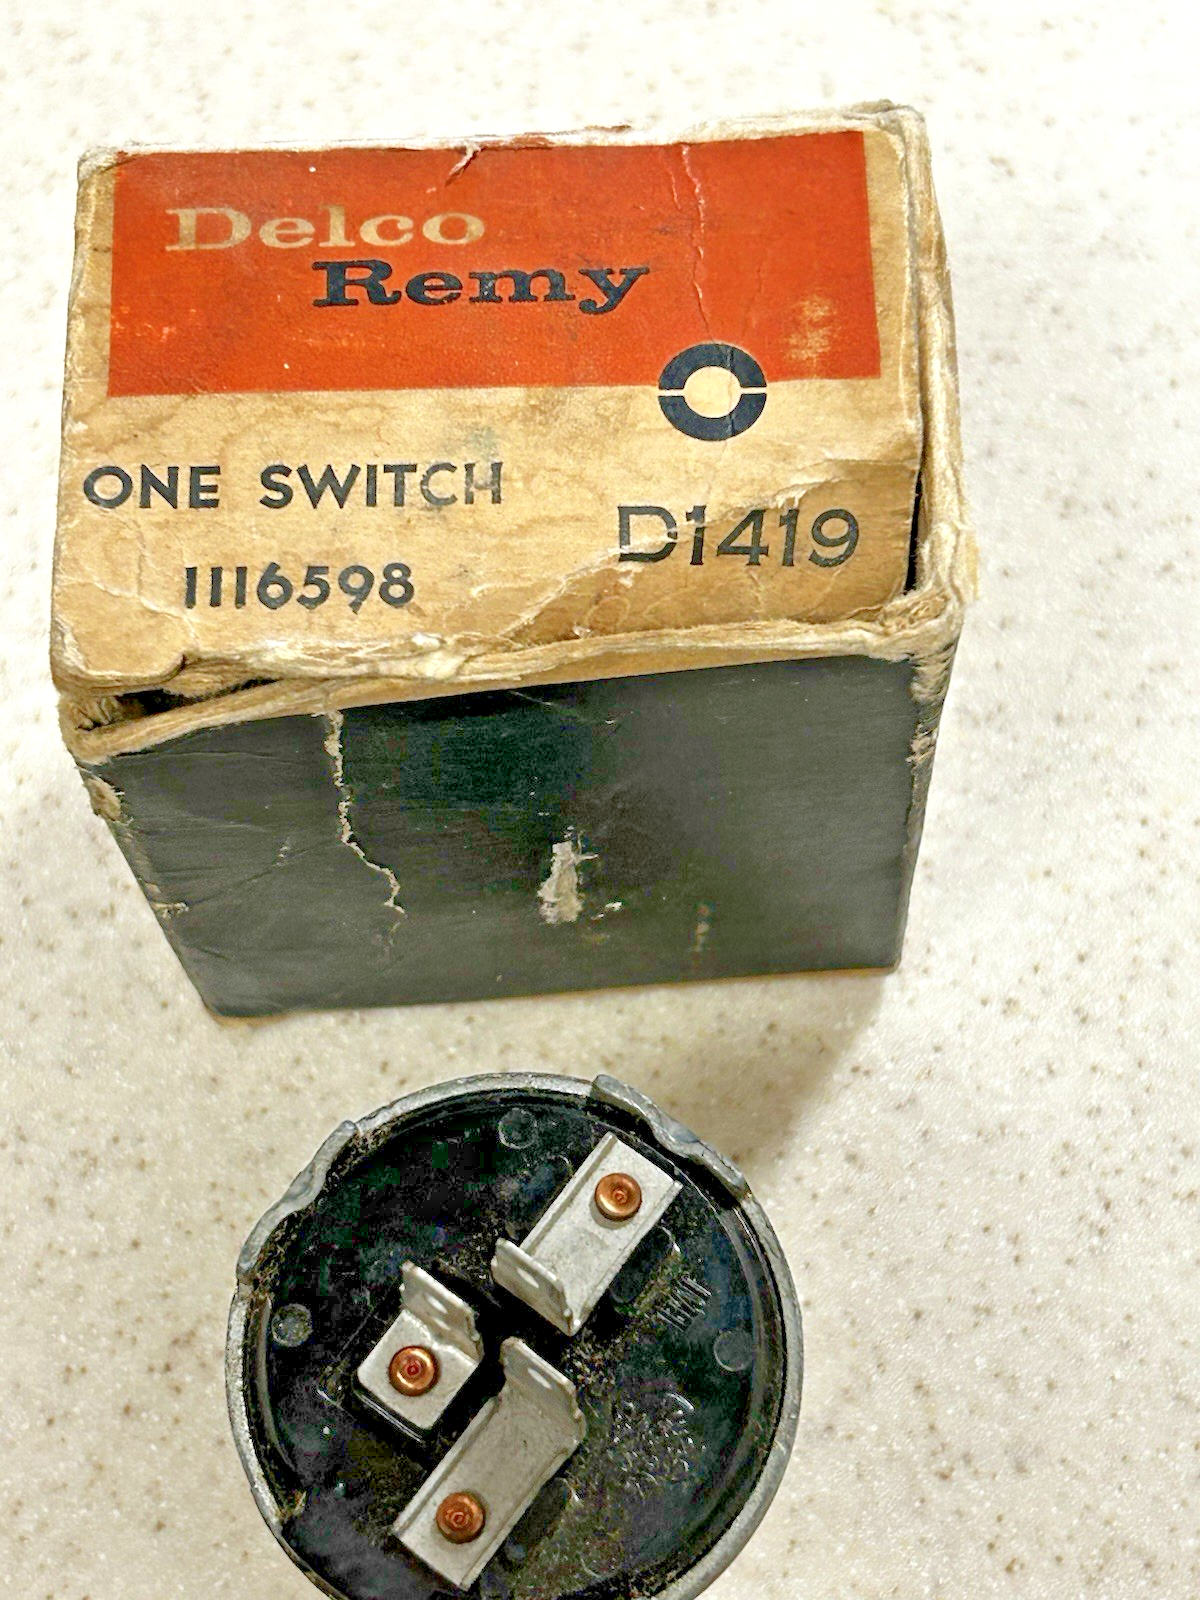 Delco
Remy
ONE SWITCH
D1419
1116598